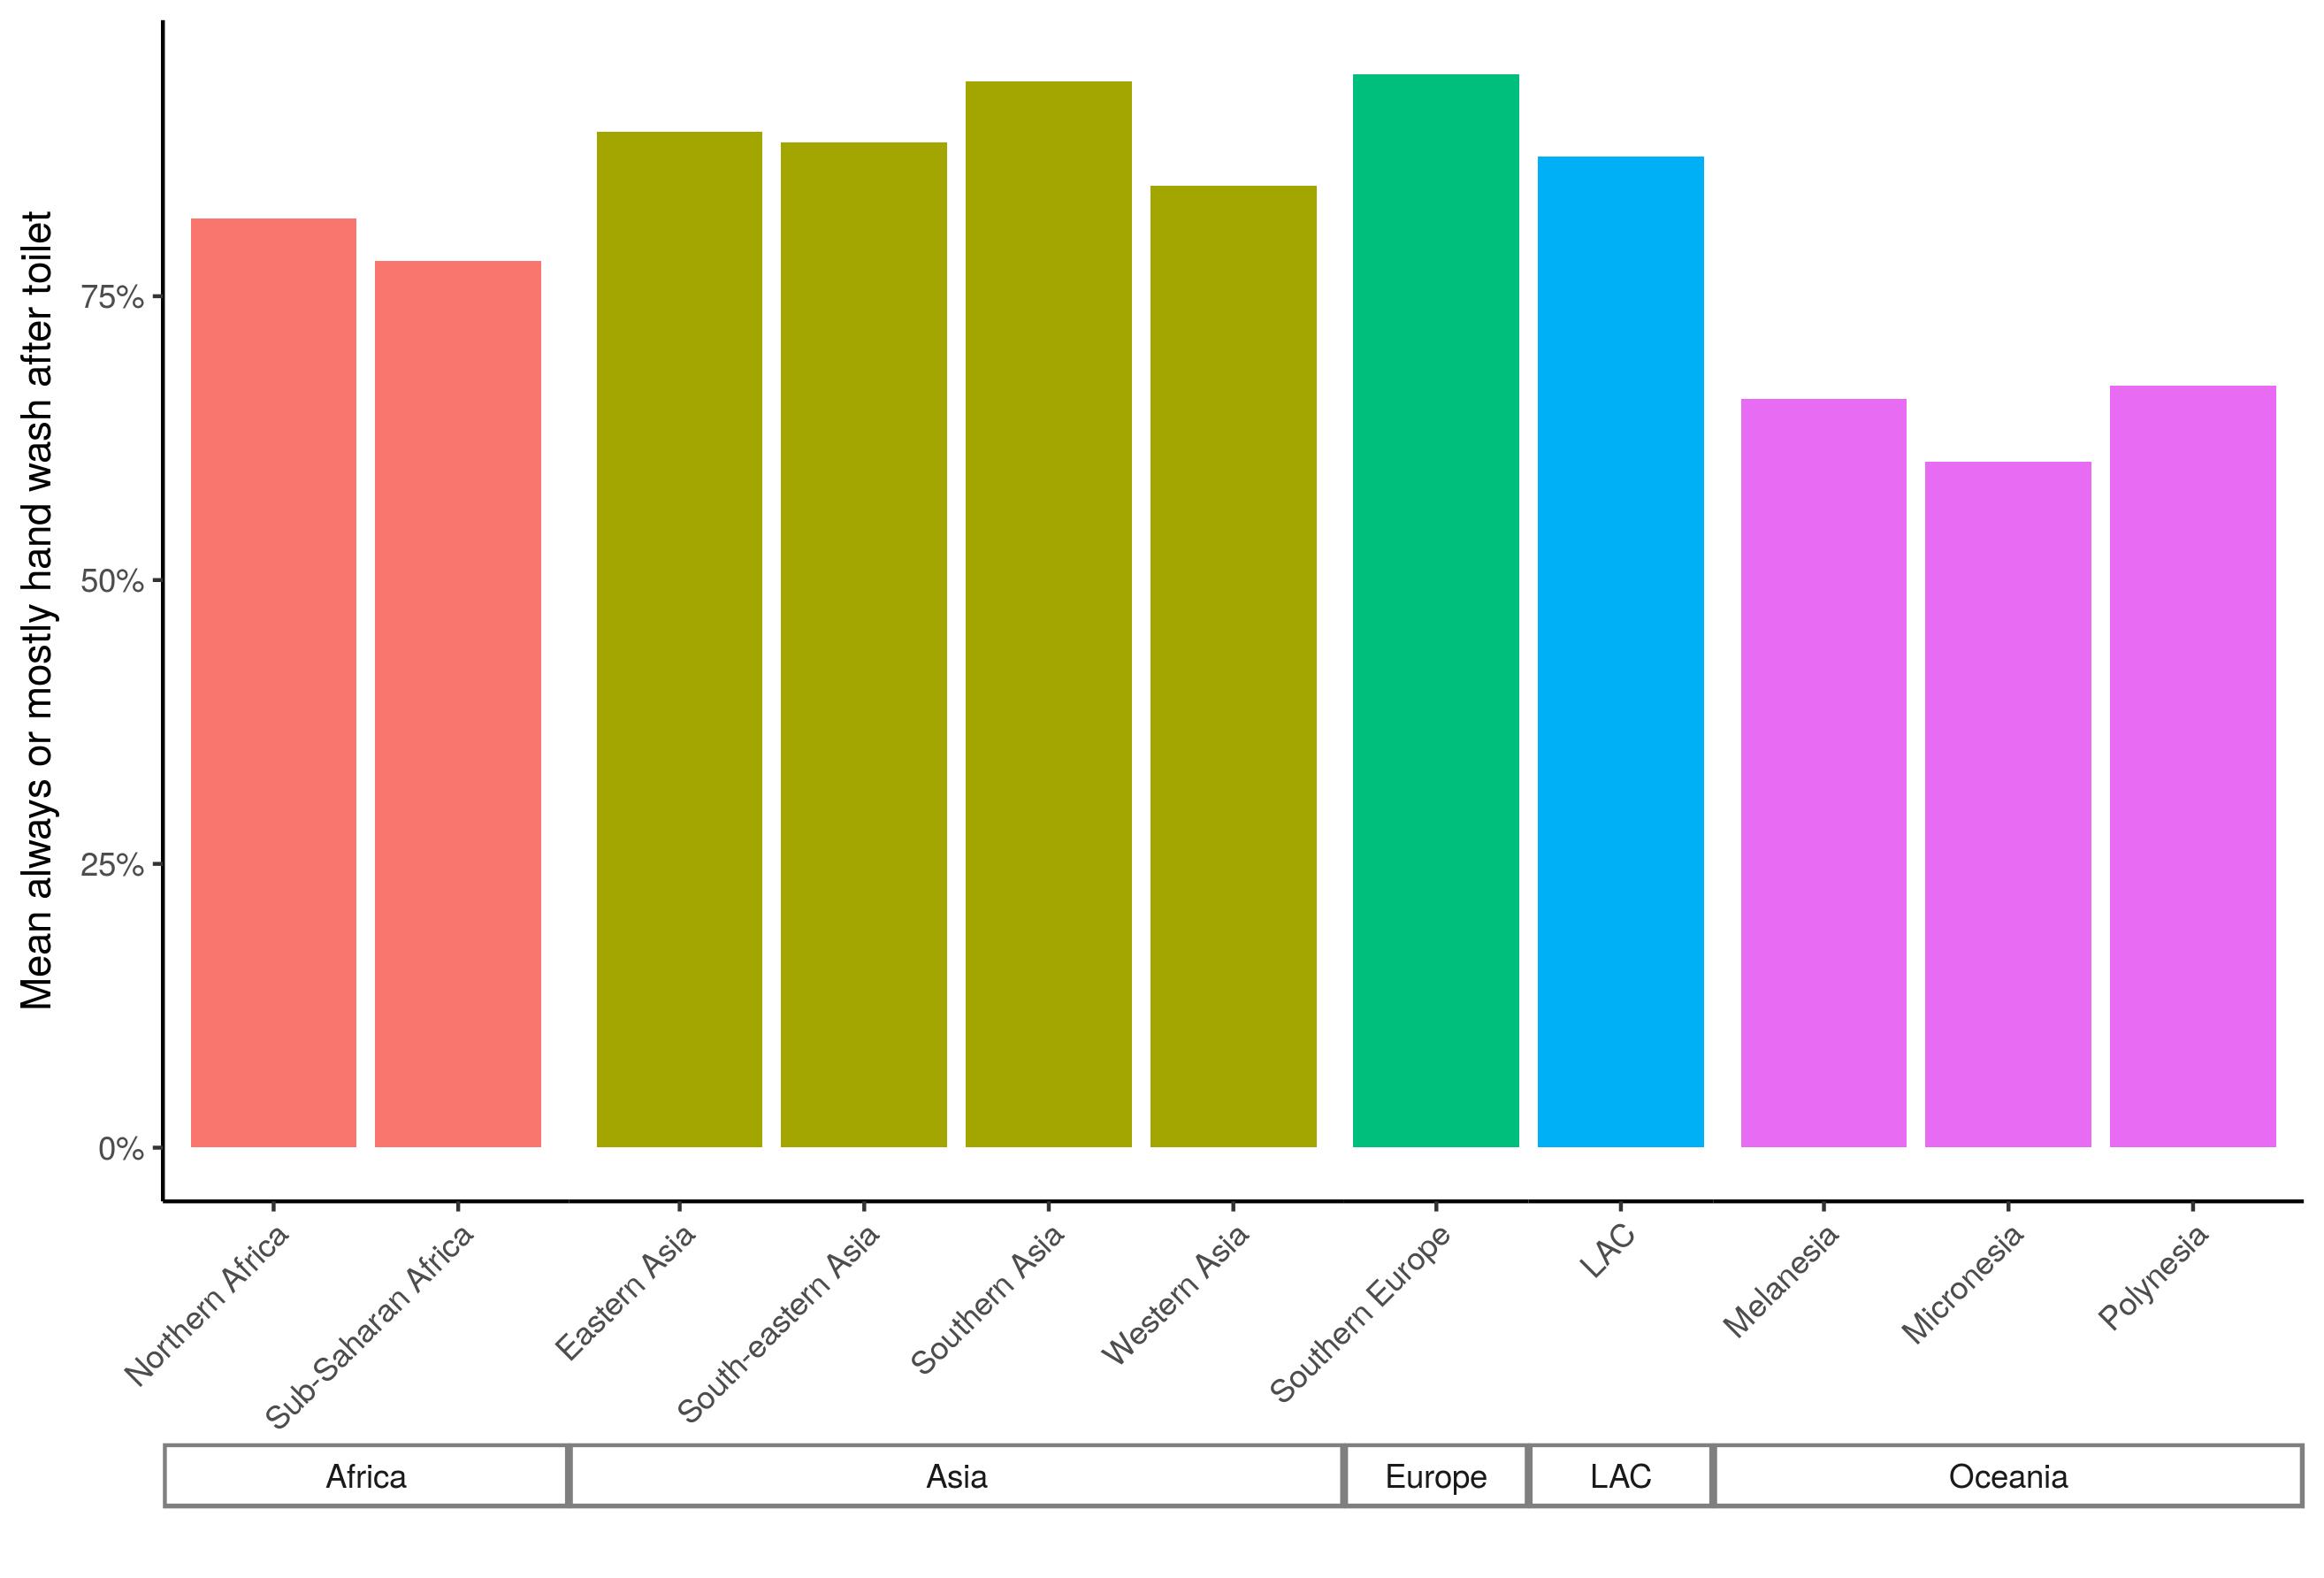 Mean always or mostly hand wash after toilet
75%
50%
25%
0%
Northern Africa
Sub-Saharan Africa
Eastern Asia
South-eastern Asia
Southern Asia
Western Asia
Southern Europe
LAC
Melanesia
Micronesia
Polynesia
Africa
Asia
Europe
LAC
Oceania